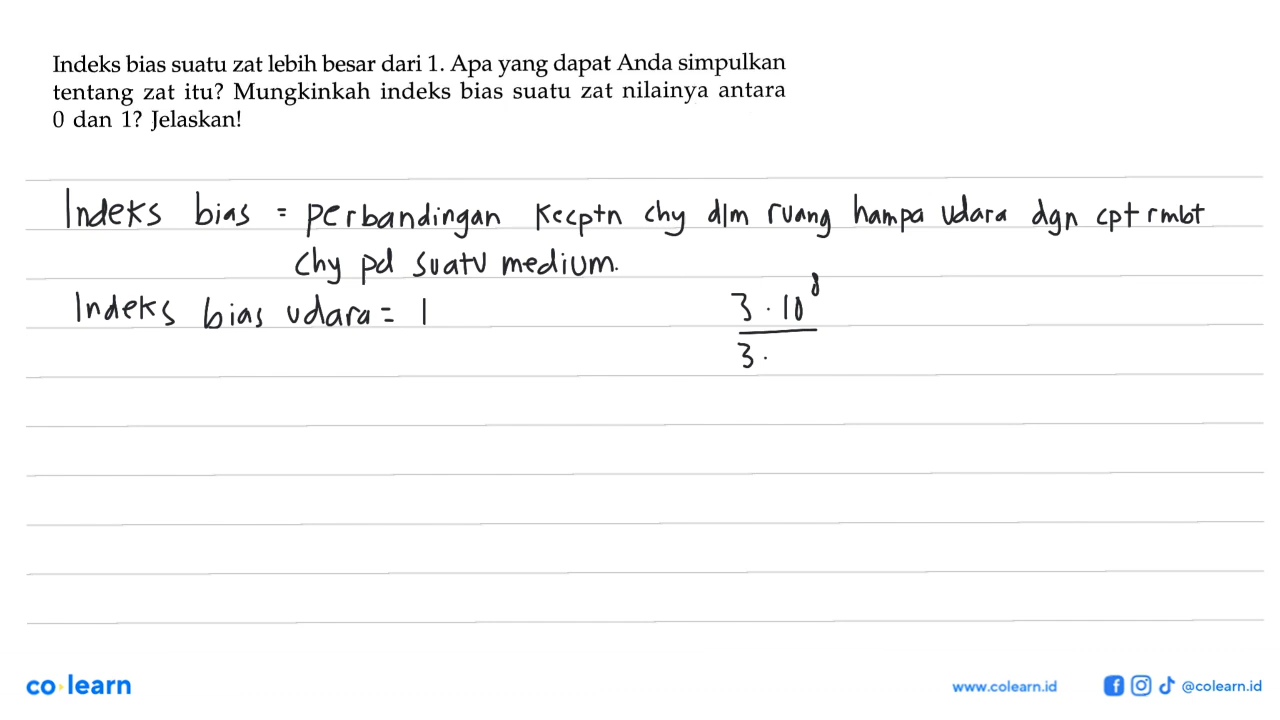 Indeks bias suatu zat lebih besar dari 1. Apa yang dapat Anda simpulkan
tentang zat itu? Mungkinkah indeks bias suatu zat nilainya antara
0 dan 1? Jelaskan!
Indeks bias = perbandingan kecptn chy dlm ruang hampa udara dgn cpt rmbt
chy pd suatu medium.
Indeks bias udara = 1
3 . 10⁸
3 .
co learn
www.colearn.id
@colearn.id